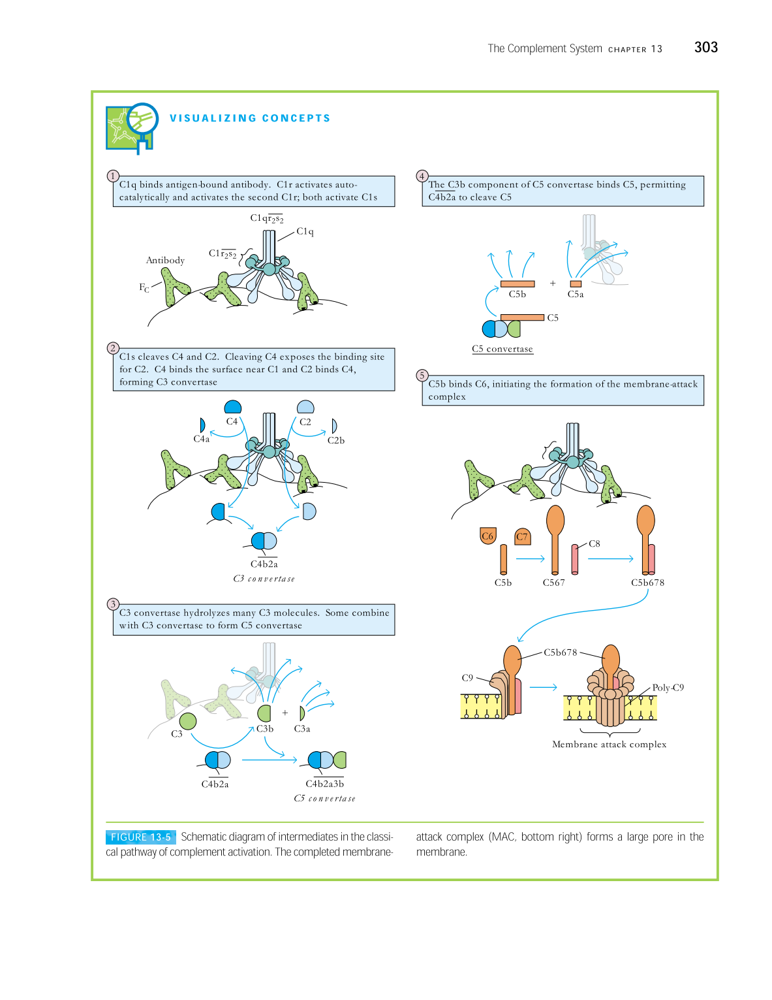 The Complement System CHAPTER 13 303
VISUALIZING CONCEPTS
1
C1q binds antigen-bound antibody. C1r activates auto-
catalytically and activates the second C1r; both activate C1s
C1qr2s2
C1q
C1r2s2
Antibody
FC
2
C1s cleaves C4 and C2. Cleaving C4 exposes the binding site
for C2. C4 binds the surface near C1 and C2 binds C4,
forming C3 convertase
C4
C2
C4a
C2b
C4b2a
C3 convertase
3
C3 convertase hydrolyzes many C3 molecules. Some combine
with C3 convertase to form C5 convertase
+
C3
C3b
C3a
C4b2a
C4b2a3b
C5 convertase
4
The C3b component of C5 convertase binds C5, permitting
C4b2a to cleave C5
+
C5b
C5a
C5
C5 convertase
5
C5b binds C6, initiating the formation of the membrane-attack
complex
C6
C7
C8
C5b
C567
C5b678
C5b678
C9
Poly-C9
Membrane attack complex
FIGURE 13-5 Schematic diagram of intermediates in the classi-
cal pathway of complement activation. The completed membrane-
attack complex (MAC, bottom right) forms a large pore in the
membrane.